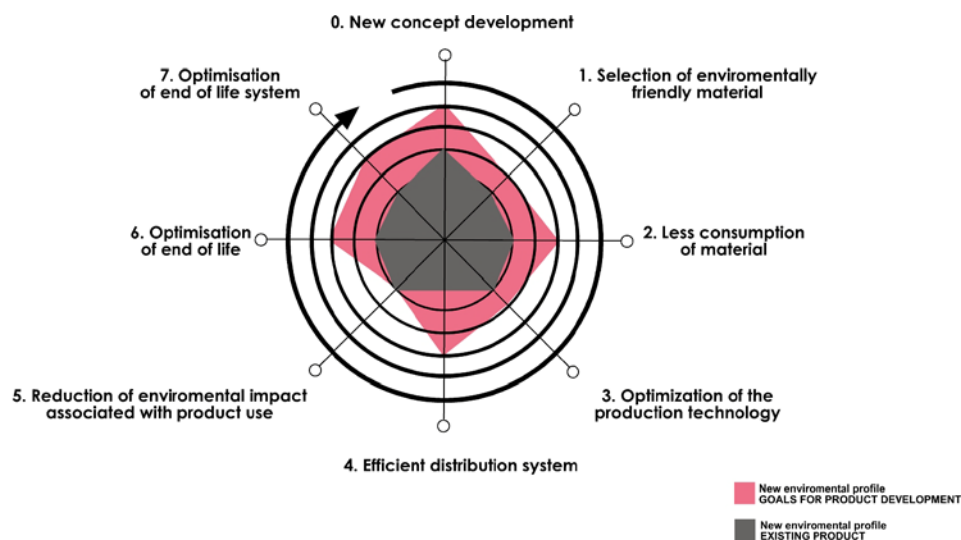 0. New concept development
1. Selection of enviromentally
friendly material
2. Less consumption
of material
3. Optimization of the
production technology
4. Efficient distribution system
5. Reduction of enviromental impact
associated with product use
6. Optimisation
of end of life
7. Optimisation
of end of life system
New enviromental profile
GOALS FOR PRODUCT DEVELOPMENT
New enviromental profile
EXISTING PRODUCT